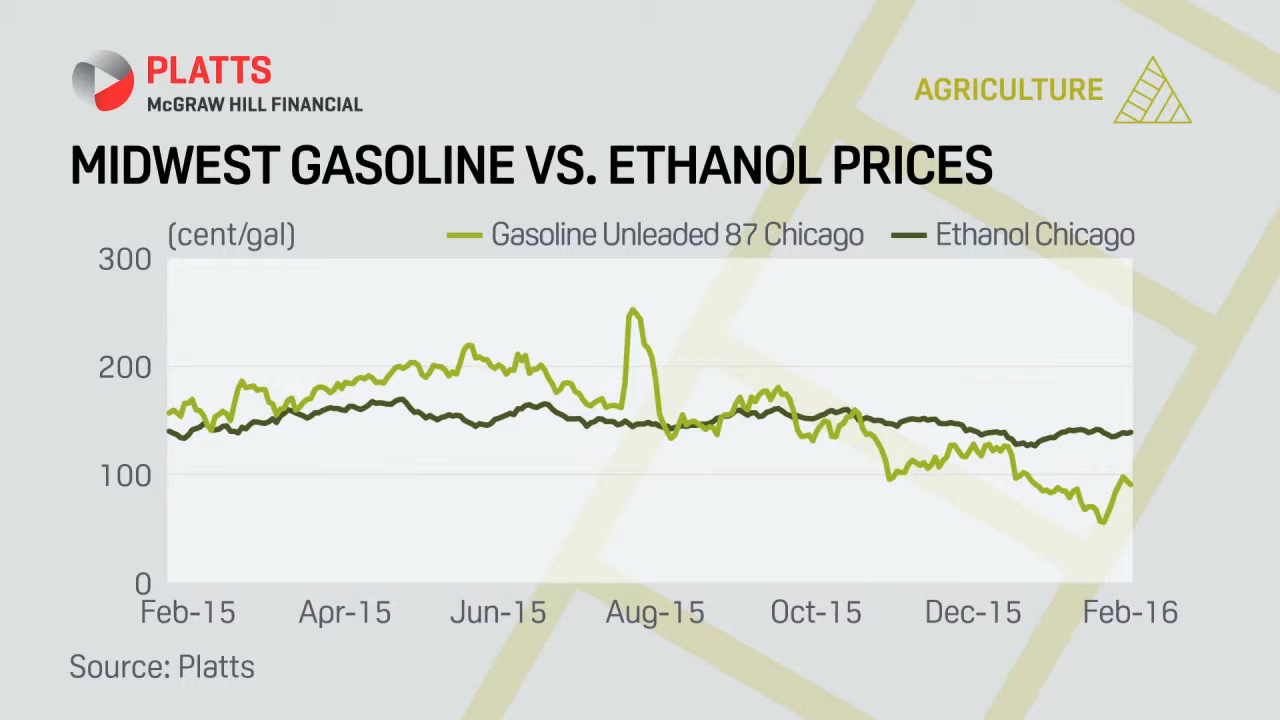 PLATTS
McGRAW HILL FINANCIAL
AGRICULTURE
MIDWEST GASOLINE VS. ETHANOL PRICES
(cent/gal)
Gasoline Unleaded 87 Chicago
Ethanol Chicago
300
200
100
0
Feb-15 Apr-15 Jun-15 Aug-15 Oct-15 Dec-15 Feb-16
Source: Platts